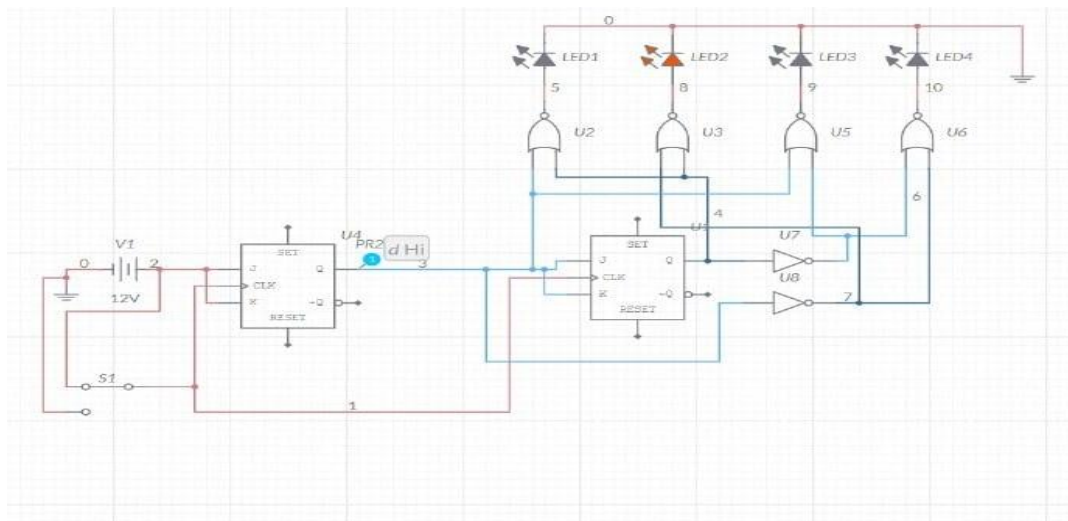 0
LED1 LED2 LED3 LED4
5 8 9 10
U2 U3 U5 U6
6
4
V1 U4 PR2 1 d Hi U7
0 2 3
SET SET
J Q J Q
CLK CLK U8
K ~Q K ~Q
12V
RESET RESET 7
S1
1